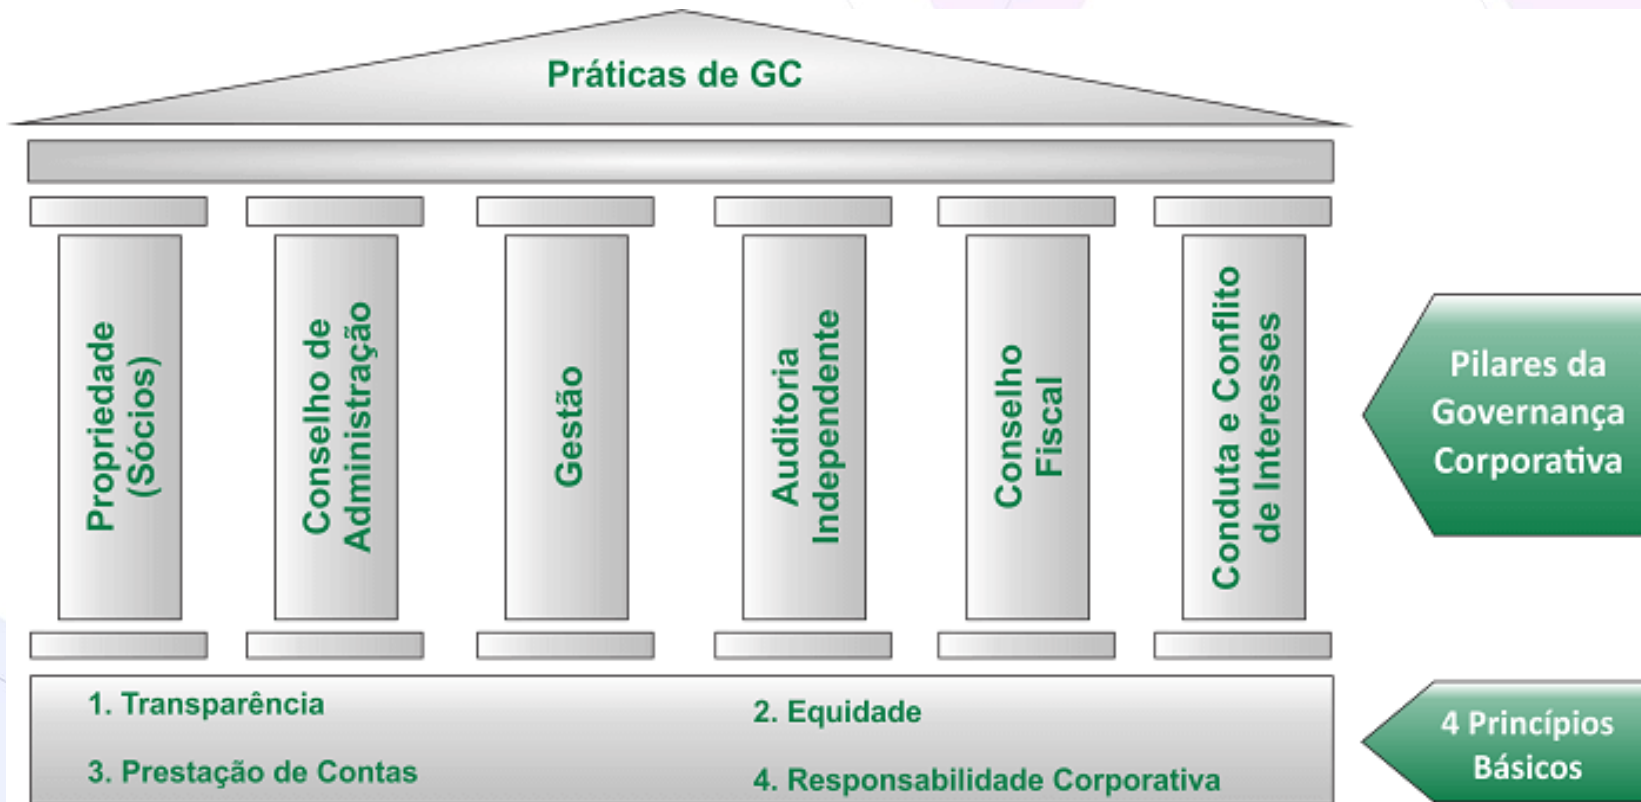 Práticas de GC
Propriedade
(Sócios)
Conselho de
Administração
Gestão
Auditoria
Independente
Conselho
Fiscal
Conduta e Conflito
de Interesses
Pilares da
Governança
Corporativa
1. Transparência
2. Equidade
3. Prestação de Contas
4. Responsabilidade Corporativa
4 Princípios
Básicos